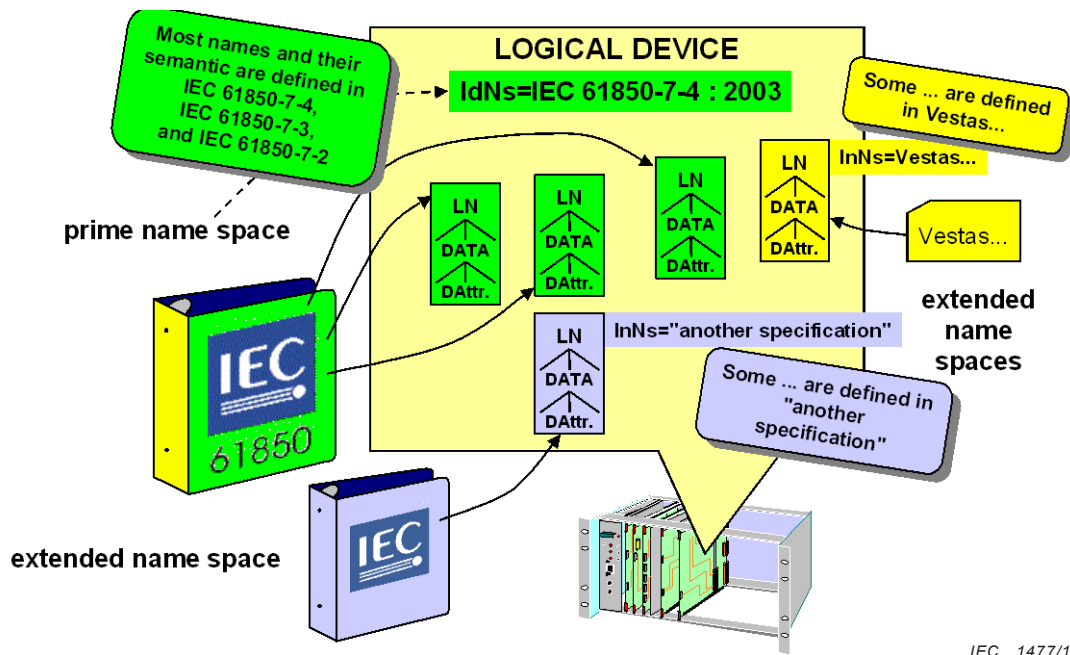 Most names and their
semantic are defined in
IEC 61850-7-4,
IEC 61850-7-3,
and IEC 61850-7-2
LOGICAL DEVICE
IdNs=IEC 61850-7-4 : 2003
Some ... are defined
in Vestas...
InNs=Vestas...
LN
DATA
DAttr.
LN
DATA
DAttr.
LN
DATA
DAttr.
LN
DATA
DAttr.
prime name space
Vestas...
extended
name
spaces
InNs="another specification"
LN
DATA
DAttr.
Some ... are defined in
"another
specification"
IEC
61850
extended name space
IEC
IEC 1477/1